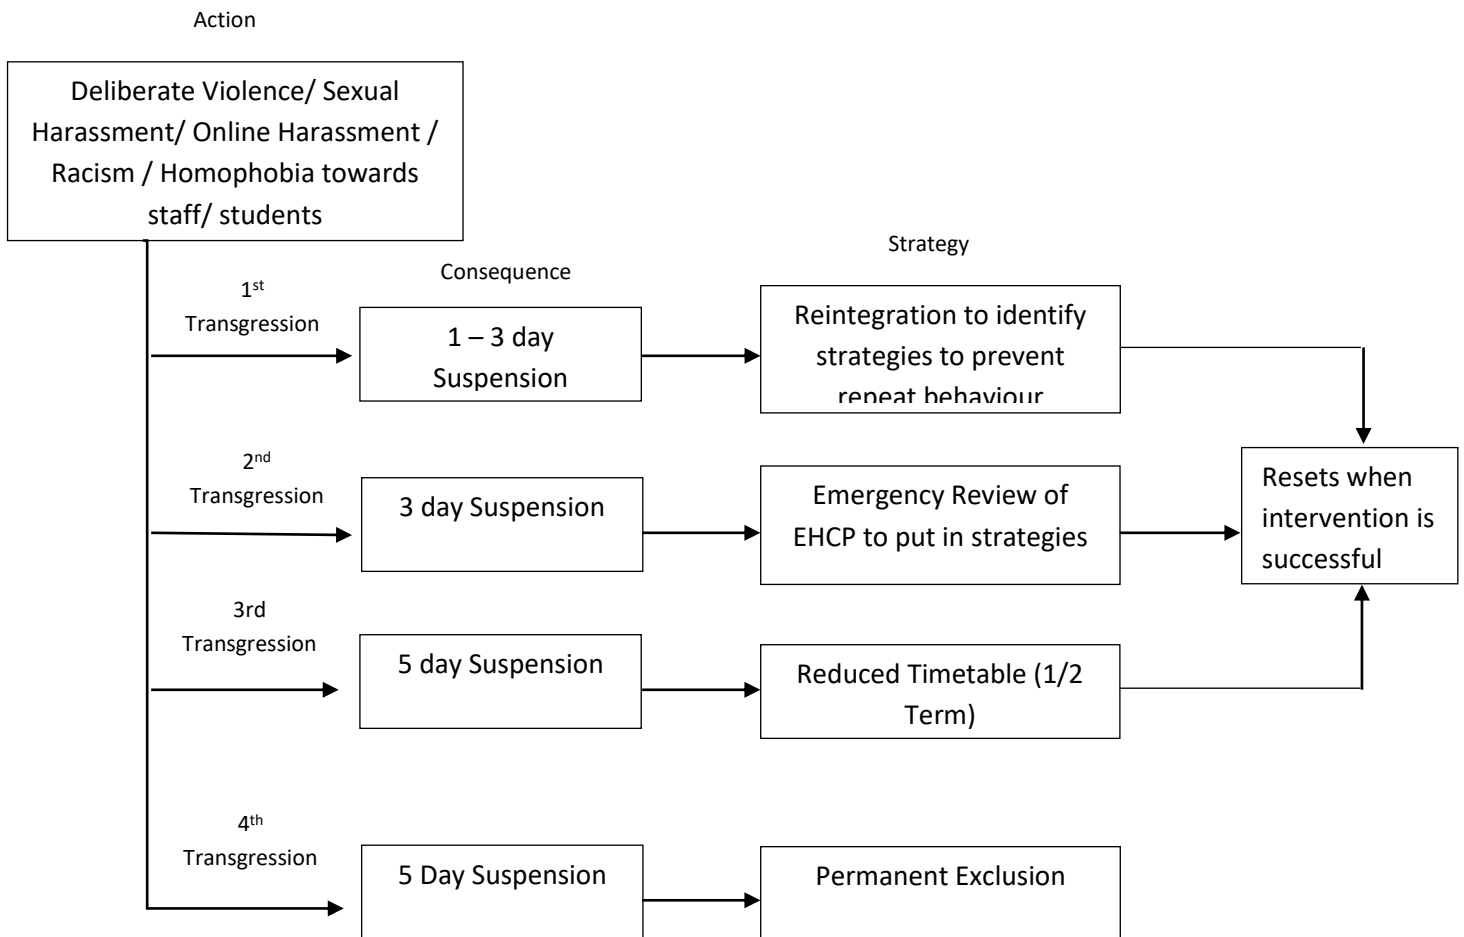 Action
Deliberate Violence/ Sexual
Harassment/ Online Harassment /
Racism / Homophobia towards
staff/ students
Strategy
Consequence
1st
Transgression
1 – 3 day
Suspension
Reintegration to identify
strategies to prevent
repeat behaviour
2nd
Transgression
3 day Suspension
Emergency Review of
EHCP to put in strategies
Resets when
intervention is
successful
3rd
Transgression
5 day Suspension
Reduced Timetable (1/2
Term)
4th
Transgression
5 Day Suspension
Permanent Exclusion